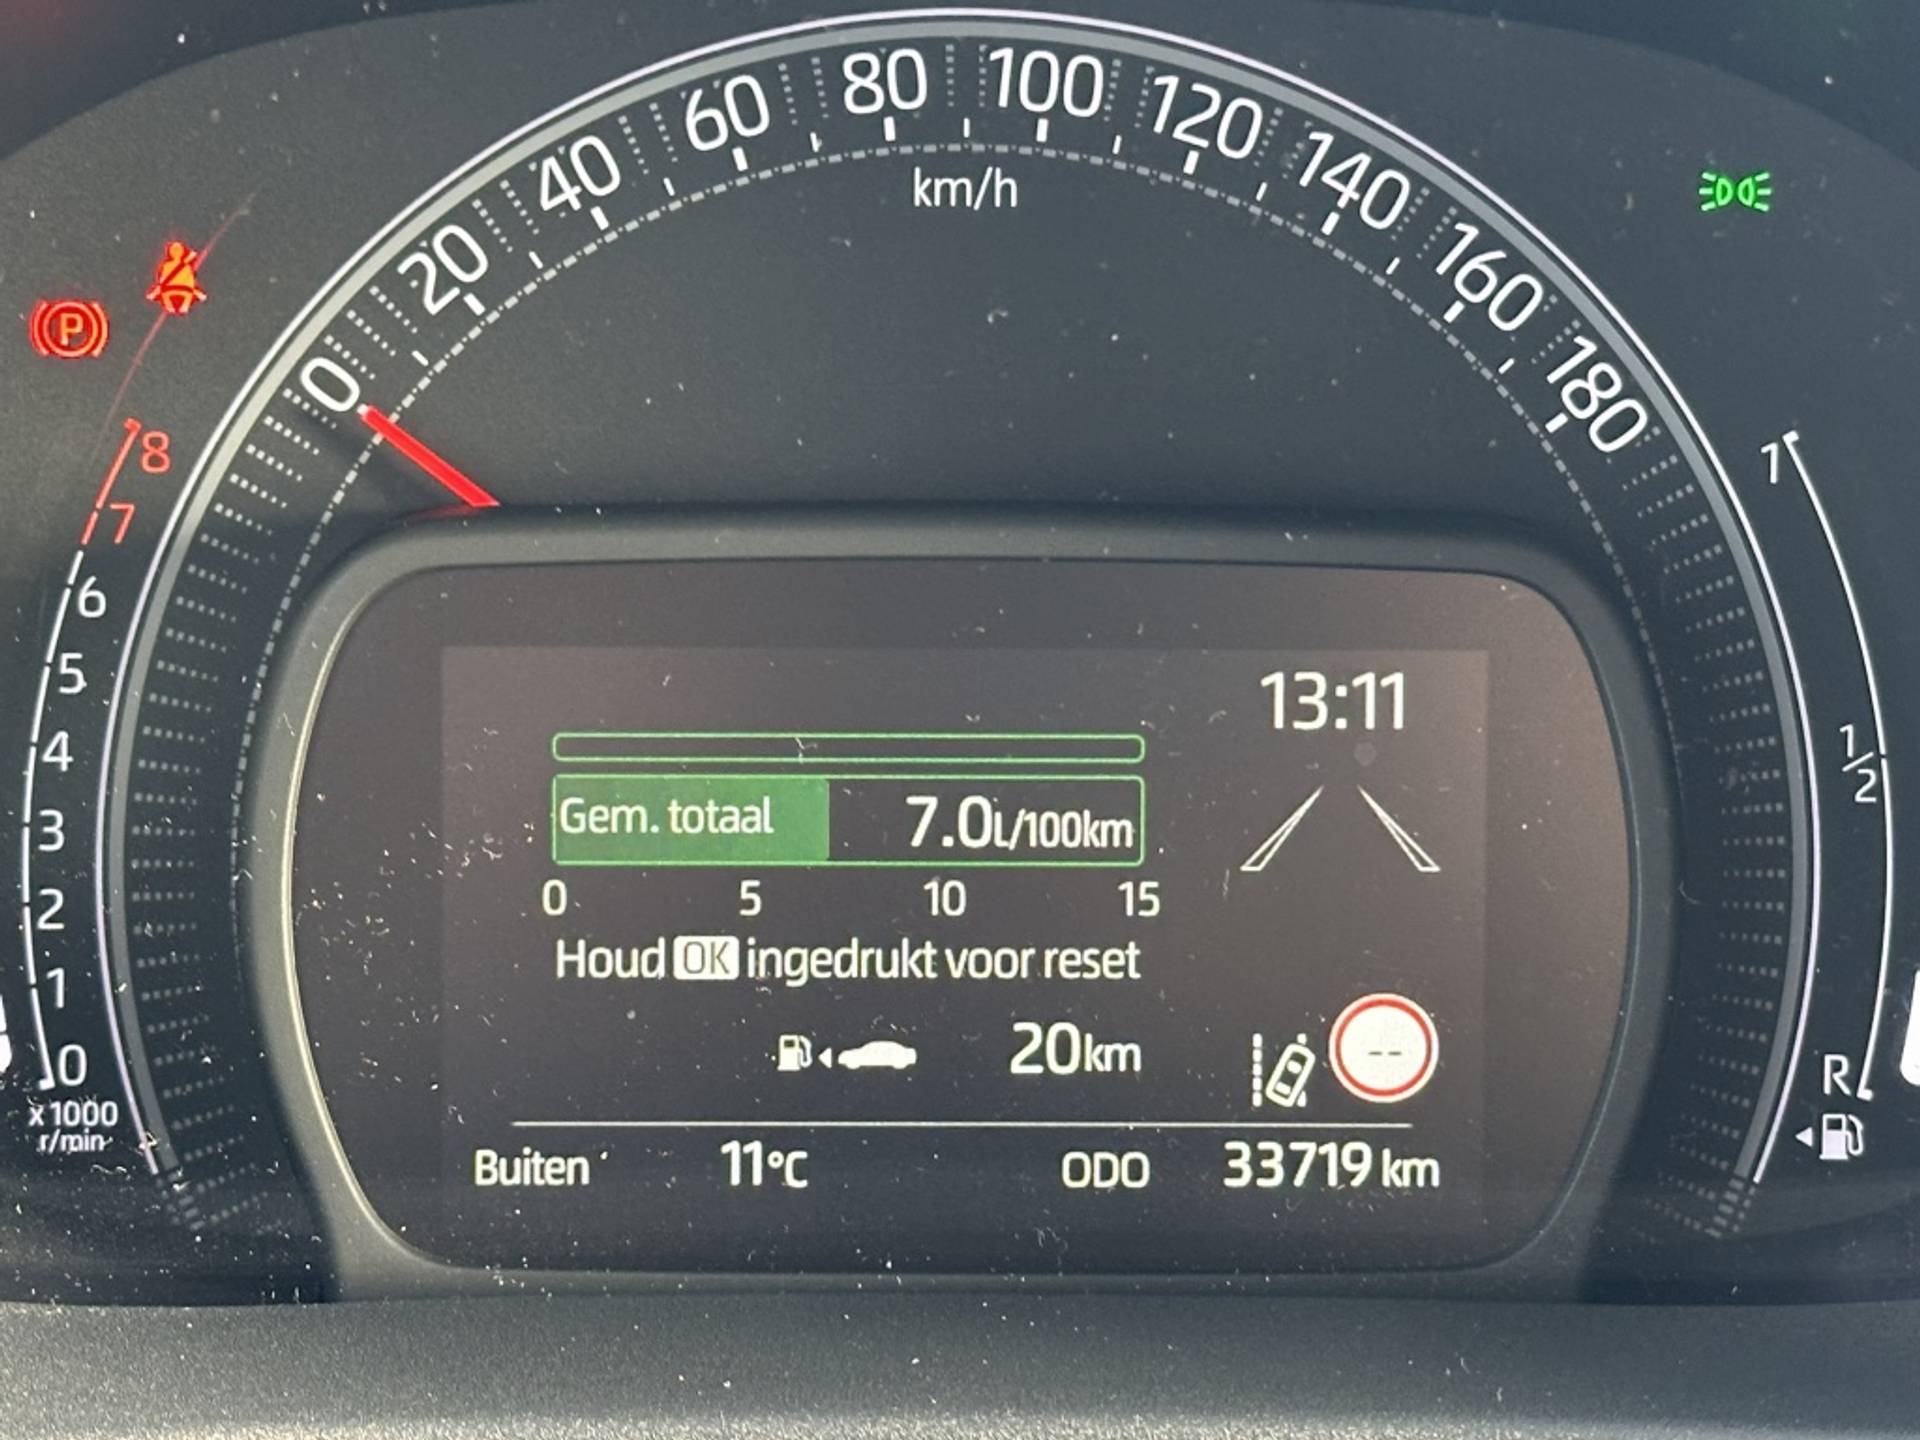 0 20 40 60 80 100 120 140 160 180
km/h
P
8
7
6
5
4
3
2
1
0
x1000
r/min
1
1/2
R
13:11
Gem. totaal 7.0L/100km
0 5 10 15
Houd OK ingedrukt voor reset
20km
--
Buiten 11°C ODO 33719 km